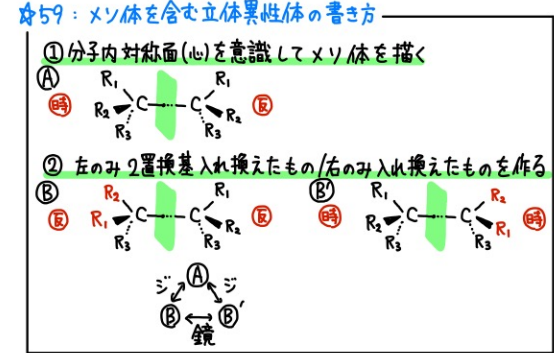 ☆59：メソ体を含む立体異性体の書き方
①分子内対称面(心)を意識してメソ体を描く
Ⓐ R₁ R₁
時 R₂ C C R₂ 反
R₃ R₃
② 左のみ2置換基入れ換えたもの/右のみ入れ換えたものを作る
Ⓑ R₂ R₁ Ⓑ' R₁ R₂
反 R₁ C C R₂ 反 時 R₂ C C R₁ 時
R₃ R₃ R₃ R₃
Ⓐ
ジ ジ
Ⓑ Ⓑ'
鏡